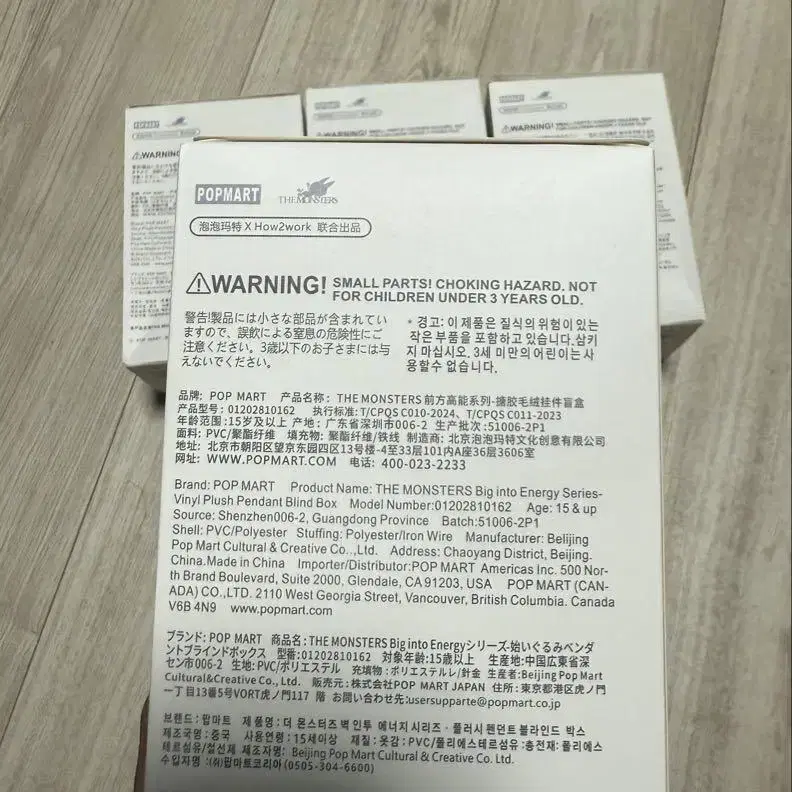 POPMART THE MONSTERS
泡泡玛特 X How2work 联合出品
WARNING! SMALL PARTS! CHOKING HAZARD. NOT
FOR CHILDREN UNDER 3 YEARS OLD.
警告!製品には小さな部品が含まれてい
ますので、誤飲による窒息の危険性にご
注意ください。3歳以下のお子さまには与
えないでください。
* 경고: 이 제품은 질식의 위험이 있는
작은 부품을 포함하고 있습니다.삼키
지 마십시오. 3세 미만의 어린이는 사
용할수 없습니다.
品牌: POP MART 产品名称: THE MONSTERS 前方高能系列-搪胶毛绒挂件盲盒
产品型号: 01202810162 执行标准: T/CPQS C010-2024、T/CPQS C011-2023
年龄范围:15岁及以上 产地: 广东省深圳市006-2 生产批次:51006-2P1
面料: PVC/聚酯纤维 填充物: 聚酯纤维/铁线 制造商: 北京泡泡玛特文化创意有限公司
地址: 北京市朝阳区望京东园四区13号楼-4至33层101内A座36层3606室
网址: WWW.POPMART.COM 电话: 400-023-2233
Brand: POP MART Product Name: THE MONSTERS Big into Energy Series-
Vinyl Plush Pendant Blind Box Model Number:01202810162 Age: 15 & up
Source: Shenzhen006-2, Guangdong Province Batch:51006-2P1
Shell: PVC/Polyester Stuffing: Polyester/Iron Wire Manufacturer: Belijing
Pop Mart Cultural & Creative Co..,Ltd. Address: Chaoyang District, Beijing.
China.Made in China Importer/Distributor:POP MART Americas Inc. 500 Nor-
th Brand Boulevard, Suite 2000, Glendale, CA 91203, USA POP MART (CAN-
ADA) CO.,LTD. 2110 West Georgia Street, Vancouver, British Columbia. Canada
V6B 4N9 www.popmart.com
ブランド: POP MART 商品名: THE MONSTERS Big into Energyシリーズ-始いぐるみペンダ
ントブラインドボックス 型番:01202810162 対象年齢:15歳以上 生産地:中国広東省深
セン市006-2 生地: PVC/ポリエステル 充填物:ポリエステルレ/針金 生産者:Beijing Pop Mart
Cultural&Creative Co., Ltd. 販売元:株式会社POP MART JAPAN 住所:東京都港区虎ノ門
一丁目13番5号VORT虎ノ門117 階 お問い合わせ先:usersupparte@popmart.co.jp
브랜드: 팝마트 제품명: 더 몬스터즈 벽 인투 에너지 시리즈 · 플러시 펜던트 블라인드 박스
제조국명: 중국 사용연령: 15세이상 재질: 옷감: PVC/폴리에스테르섬유 :충전재: 폴리에스
테르섬유/철선제 제조자명: Beijing Pop Mart Cultural & Creative Co. Ltd.
수입자명 :(쥐)팝마트코리아 (0505-304-6600)
POPMART
WARNING!
POPMART
WARNING!
POPMART
WARNING! SMALL PARTS! CHOKING HAZARD. NOT
FOR CHILDREN UNDER 3 YEARS OLD.